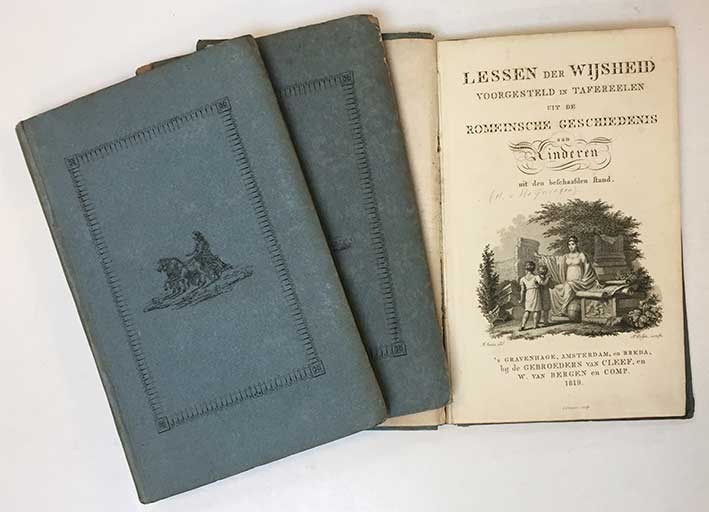 LESSEN DER WIJSHEID
VOORGESTELD IN TAFEREELEN
UIT DE
ROMEINSCHE GESCHIEDENIS
aan
Kinderen
uit den beschaafden stand.
's GRAVENHAGE, AMSTERDAM, en BREDA,
bij de GEBROEDERS van CLEEF, en
W. VAN BERGEN en COMP.
1819.